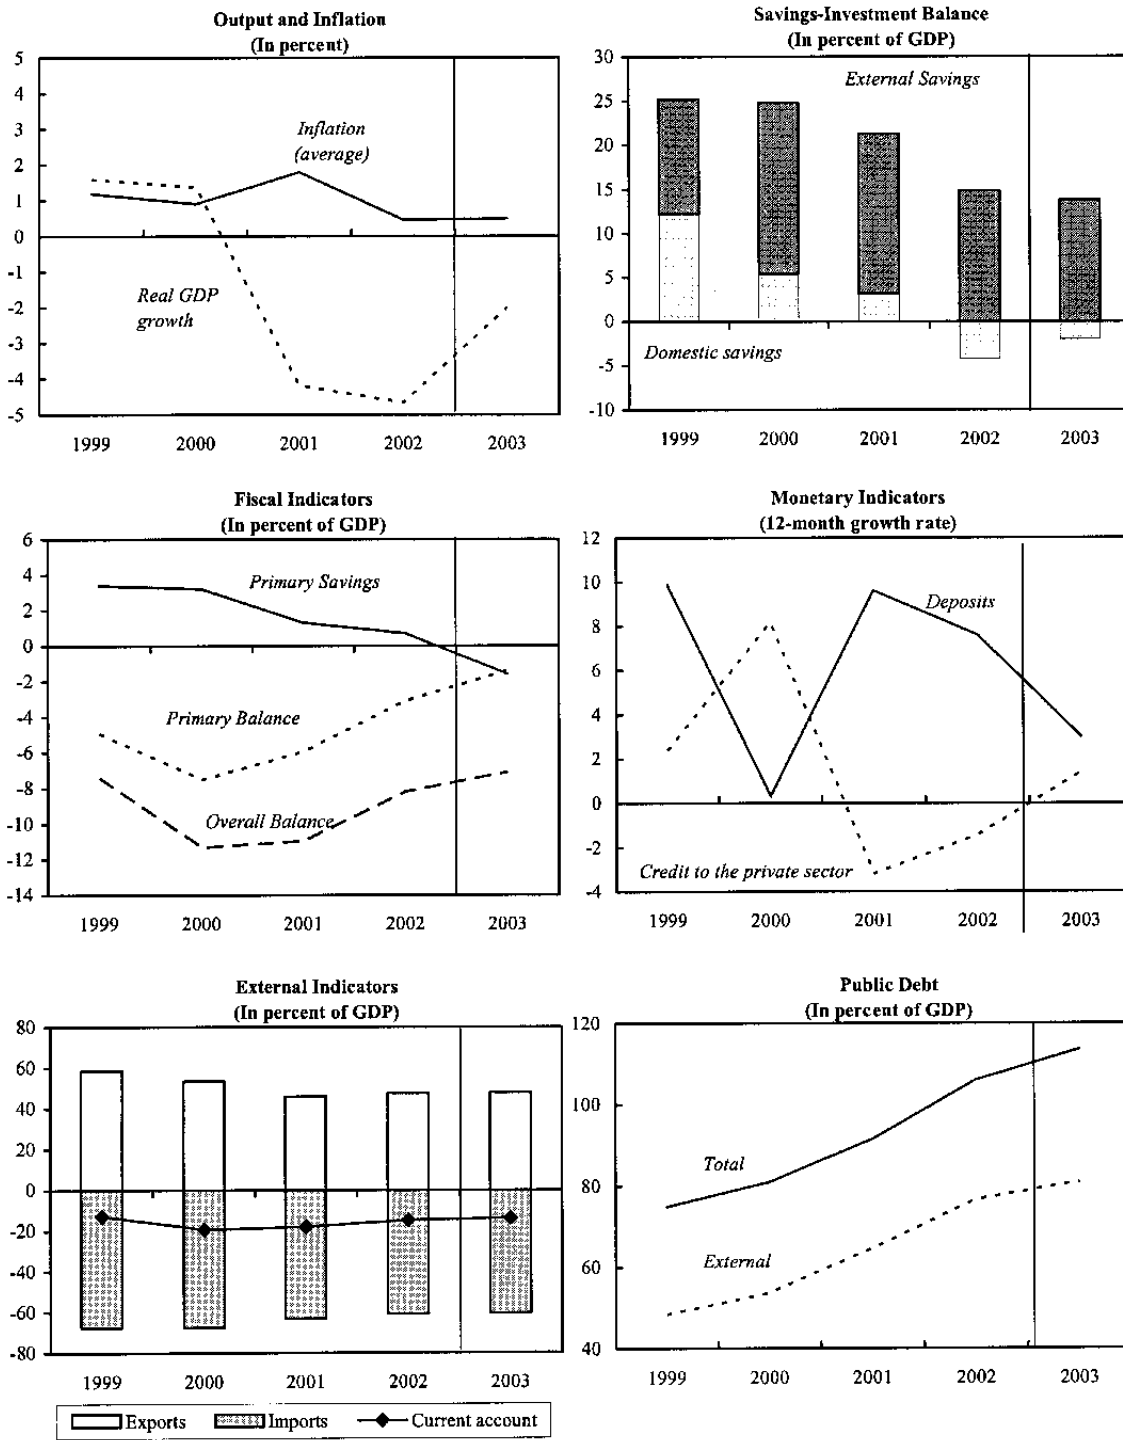 Output and Inflation
(In percent)
5
4
3
2
1
0
-1
-2
-3
-4
-5
Inflation
(average)
Real GDP
growth
1999 2000 2001 2002 2003
Savings-Investment Balance
(In percent of GDP)
30
25
20
15
10
5
0
-5
-10
External Savings
Domestic savings
1999 2000 2001 2002 2003
Fiscal Indicators
(In percent of GDP)
6
4
2
0
-2
-4
-6
-8
-10
-12
-14
Primary Savings
Primary Balance
Overall Balance
1999 2000 2001 2002 2003
Monetary Indicators
(12-month growth rate)
12
10
8
6
4
2
0
-2
-4
Deposits
Credit to the private sector
1999 2000 2001 2002 2003
External Indicators
(In percent of GDP)
80
60
40
20
0
-20
-40
-60
-80
1999 2000 2001 2002 2003
Exports Imports Current account
Public Debt
(In percent of GDP)
120
100
80
60
40
Total
External
1999 2000 2001 2002 2003